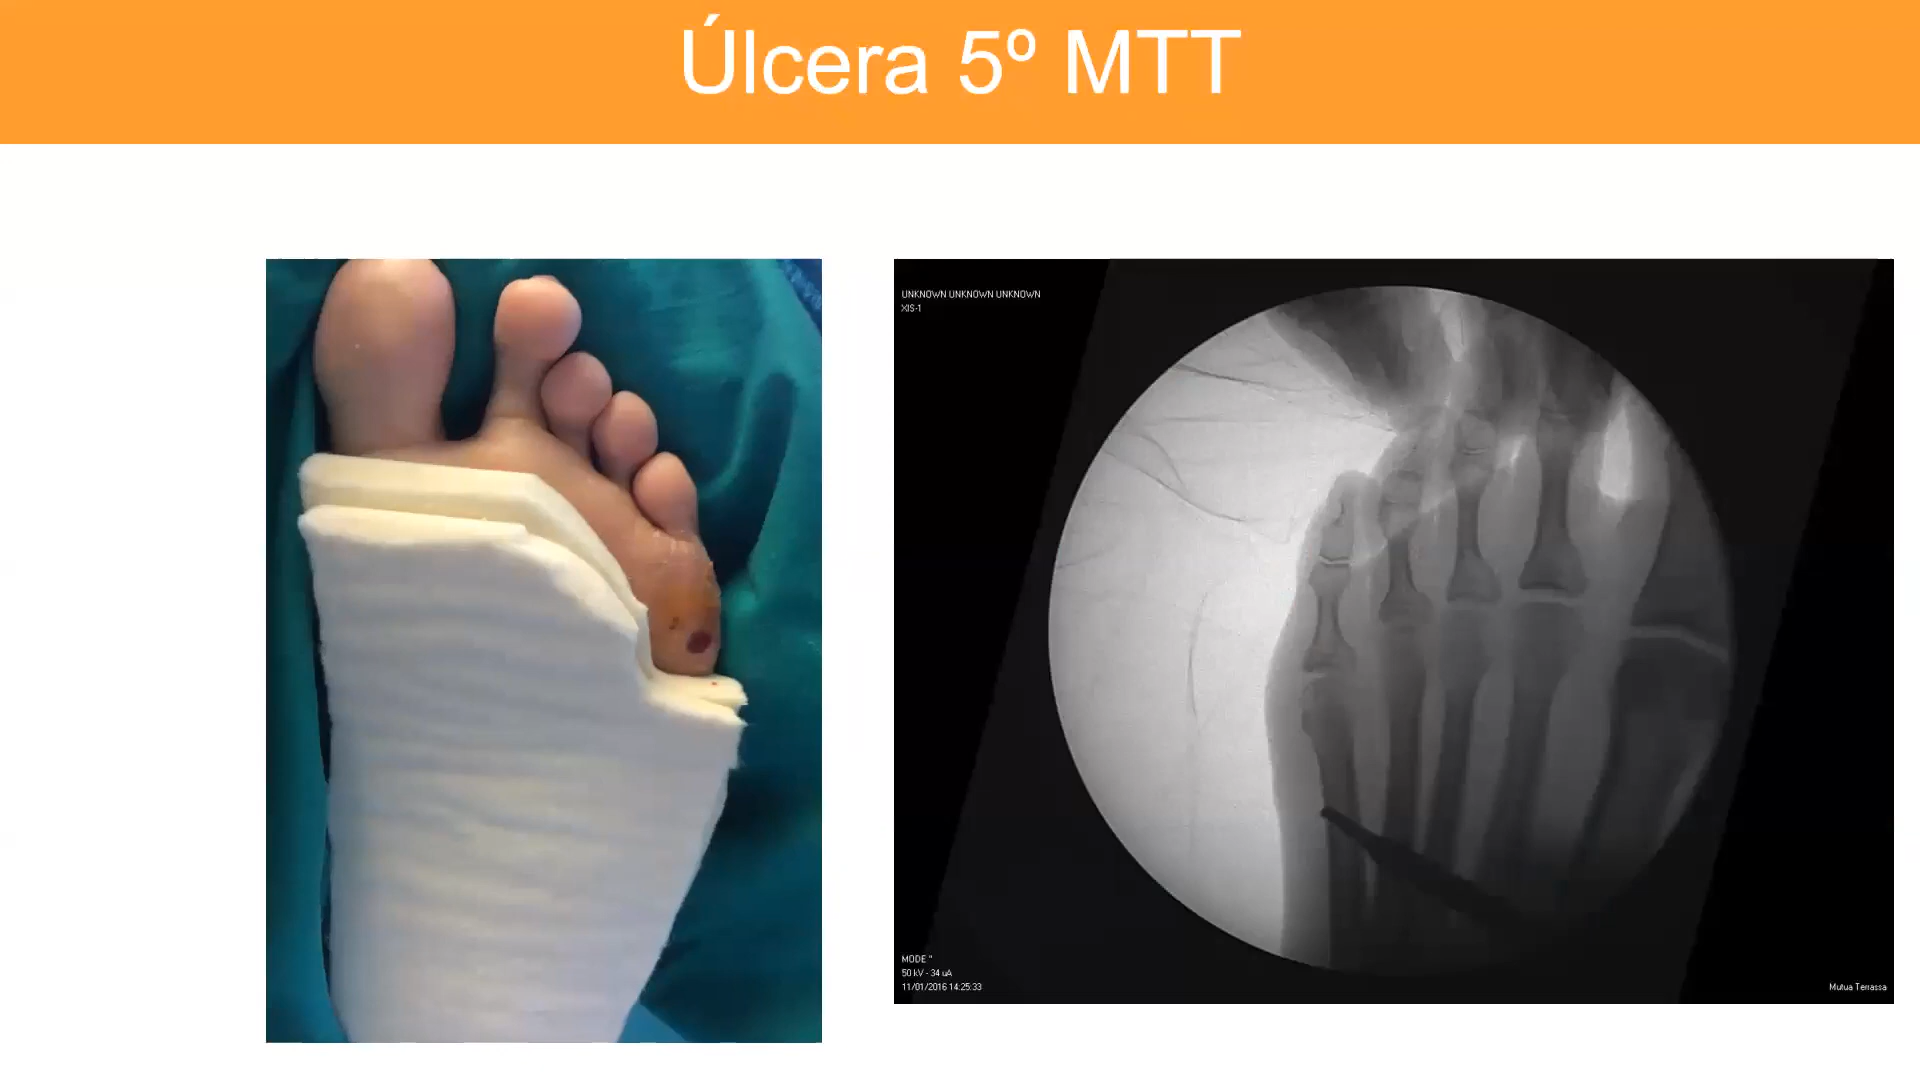 Úlcera 5º MTT
UNKNOWN UNKNOWN UNKNOWN
XIS-1
MODE "
50 kV - 34 uA
11/01/2016 14:25:33
Mutua Terrassa